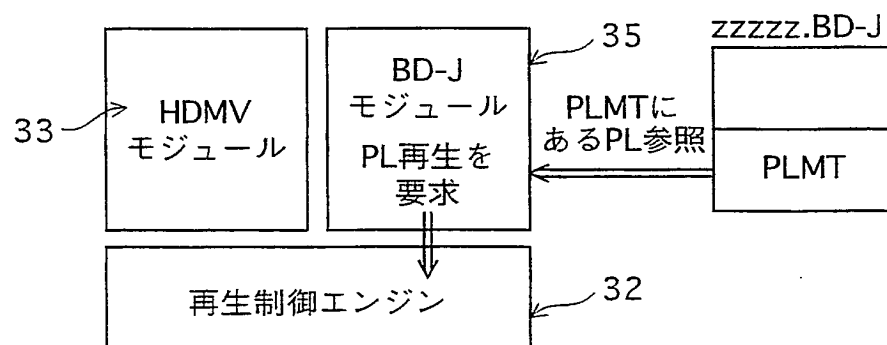 zzzzz.BD-J
35
BD-J
モジュール
PL再生を
要求
33
HDMV
モジュール
PLMTに
あるPL参照
PLMT
再生制御エンジン
32